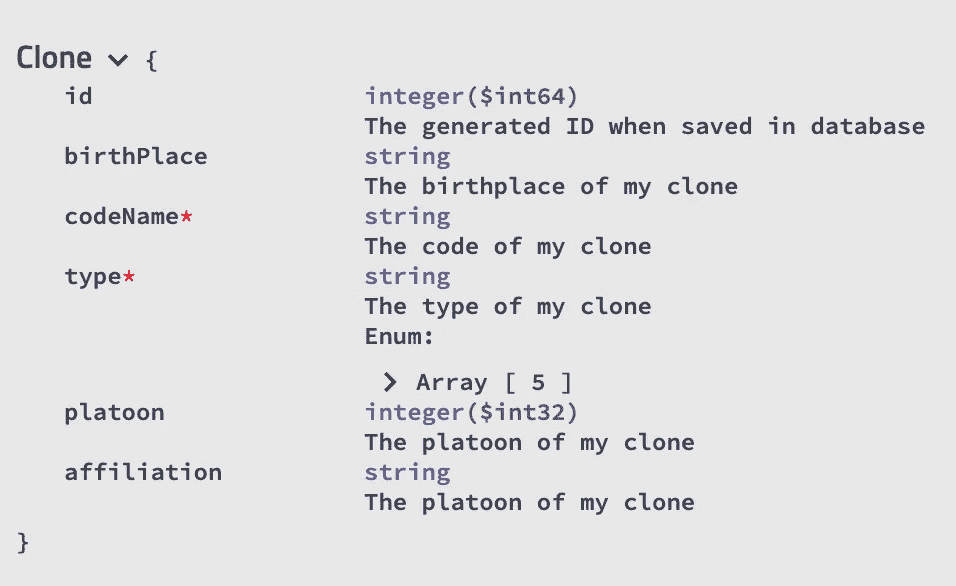 Clone {
id integer($int64)
The generated ID when saved in database
birthPlace string
The birthplace of my clone
codeName* string
The code of my clone
type* string
The type of my clone
Enum:
Array [ 5 ]
platoon integer($int32)
The platoon of my clone
affiliation string
The platoon of my clone
}